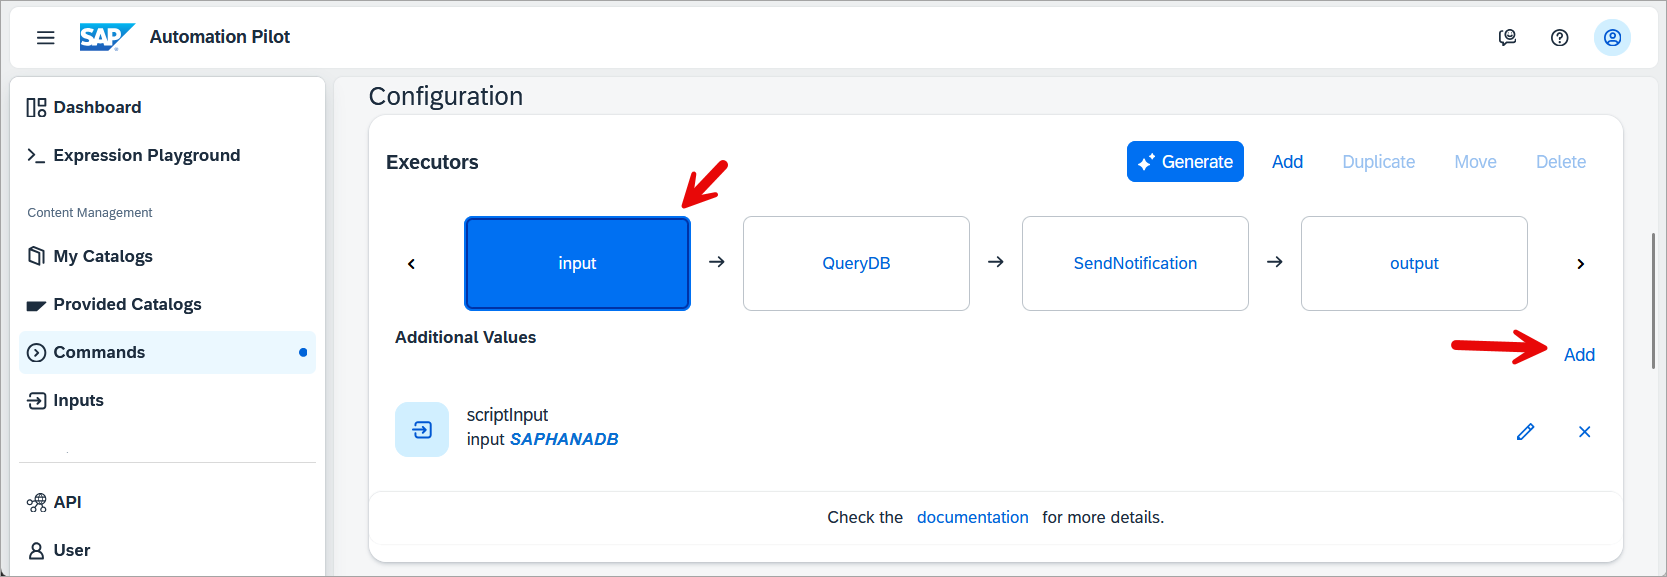 SAP Automation Pilot
Dashboard
Expression Playground
Content Management
My Catalogs
Provided Catalogs
Commands
Inputs
API
User
Configuration
Executors
Generate Add Duplicate Move Delete
input QueryDB SendNotification output
Additional Values
Add
scriptInput
input SAPHANADB
Check the documentation for more details.